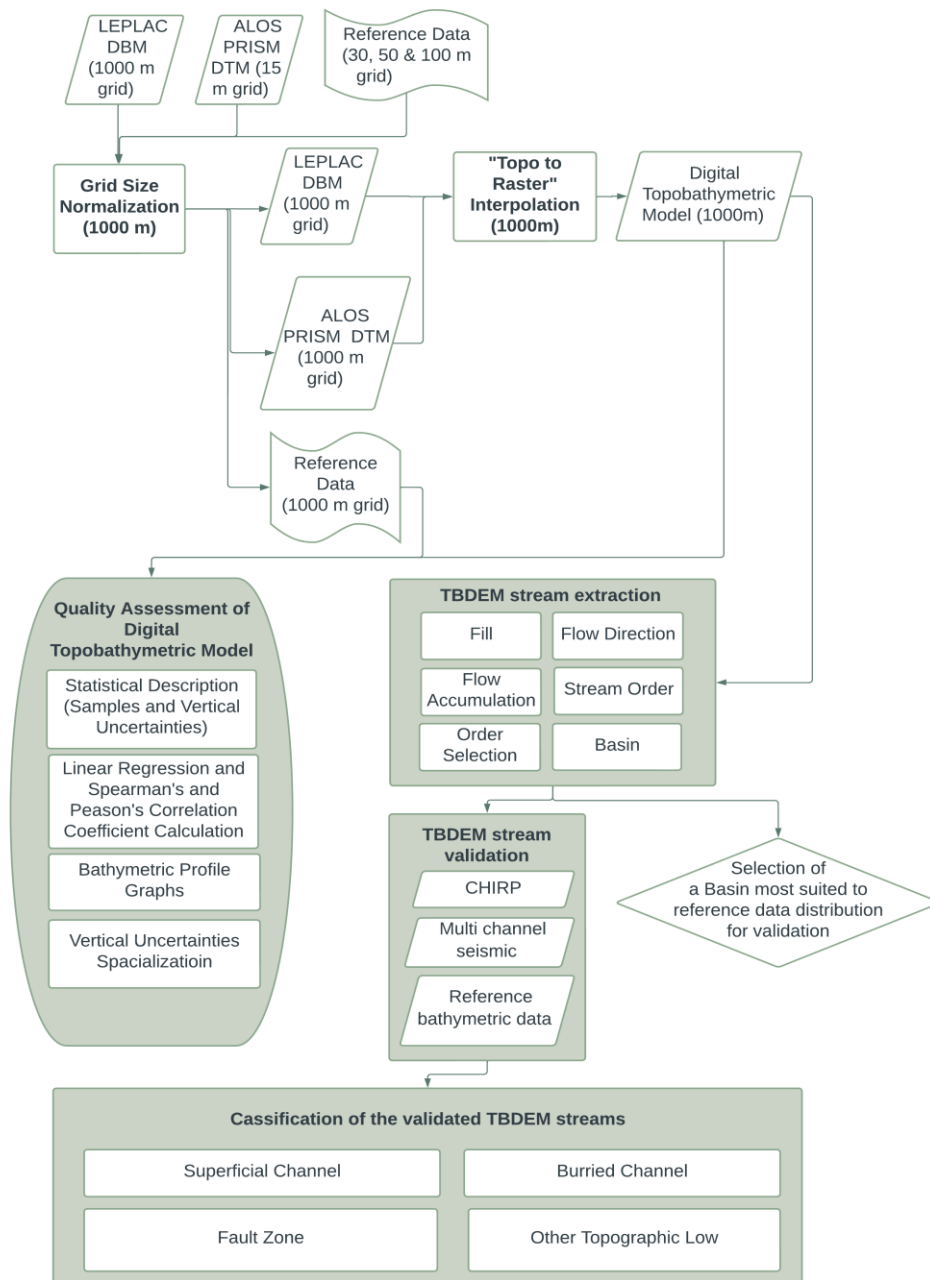 LEPLAC
DBM
(1000 m
grid)
ALOS
PRISM
DTM (15
m grid)
Reference Data
(30, 50 & 100 m
grid)
Grid Size
Normalization
(1000 m)
LEPLAC
DBM
(1000 m
grid)
"Topo to
Raster"
Interpolation
(1000m)
Digital
Topobathymetric
Model (1000m)
ALOS
PRISM DTM
(1000 m
grid)
Reference
Data
(1000 m grid)
Quality Assessment of
Digital
Topobathymetric Model
Statistical Description
(Samples and Vertical
Uncertainties)
Linear Regression and
Spearman's and
Peason's Correlation
Coefficient Calculation
Bathymetric Profile
Graphs
Vertical Uncertainties
Spacializatioin
TBDEM stream extraction
Fill
Flow Direction
Flow
Accumulation
Stream Order
Order
Selection
Basin
TBDEM stream
validation
CHIRP
Multi channel
seismic
Reference
bathymetric data
Selection of
a Basin most suited to
reference data distribution
for validation
Cassification of the validated TBDEM streams
Superficial Channel
Burried Channel
Fault Zone
Other Topographic Low